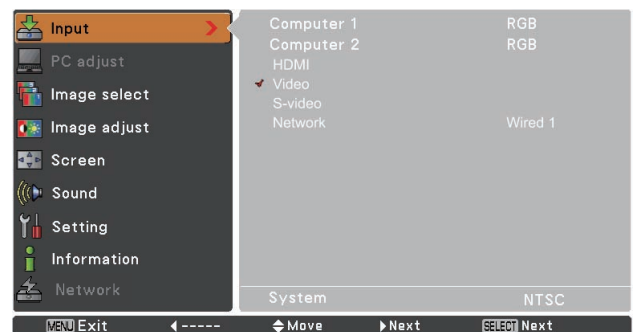 Input
PC adjust
Image select
Image adjust
Screen
Sound
Setting
Information
Network
Computer 1 RGB
Computer 2 RGB
HDMI
Video
S-video
Network Wired 1
System NTSC
MENU Exit ----- Move Next SELECT Next